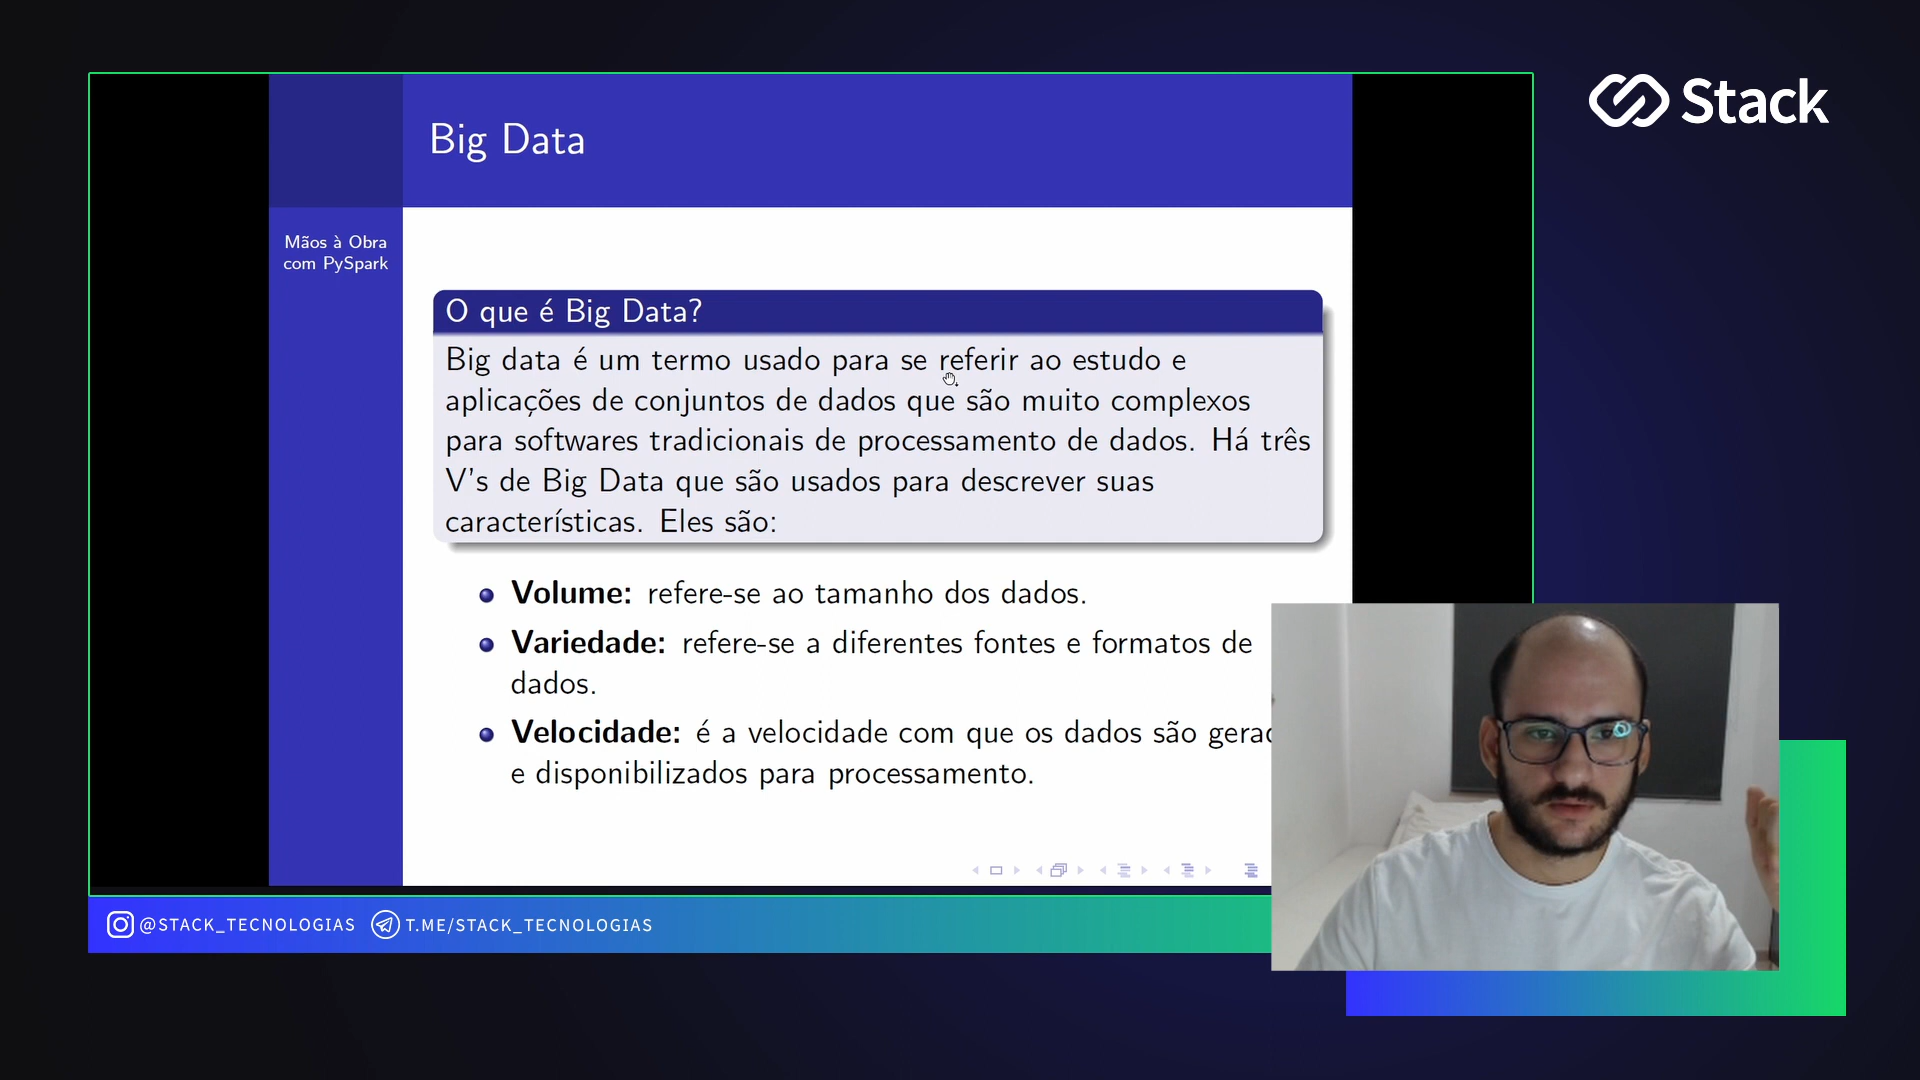 Stack
Big Data
Mãos à Obra
com PySpark
O que é Big Data?
Big data é um termo usado para se referir ao estudo e
aplicações de conjuntos de dados que são muito complexos
para softwares tradicionais de processamento de dados. Há três
V's de Big Data que são usados para descrever suas
características. Eles são:
Volume: refere-se ao tamanho dos dados.
Variedade: refere-se a diferentes fontes e formatos de
dados.
Velocidade: é a velocidade com que os dados são
e disponibilizados para processamento.
@STACK_TECNOLOGIAS T.ME/STACK_TECNOLOGIAS